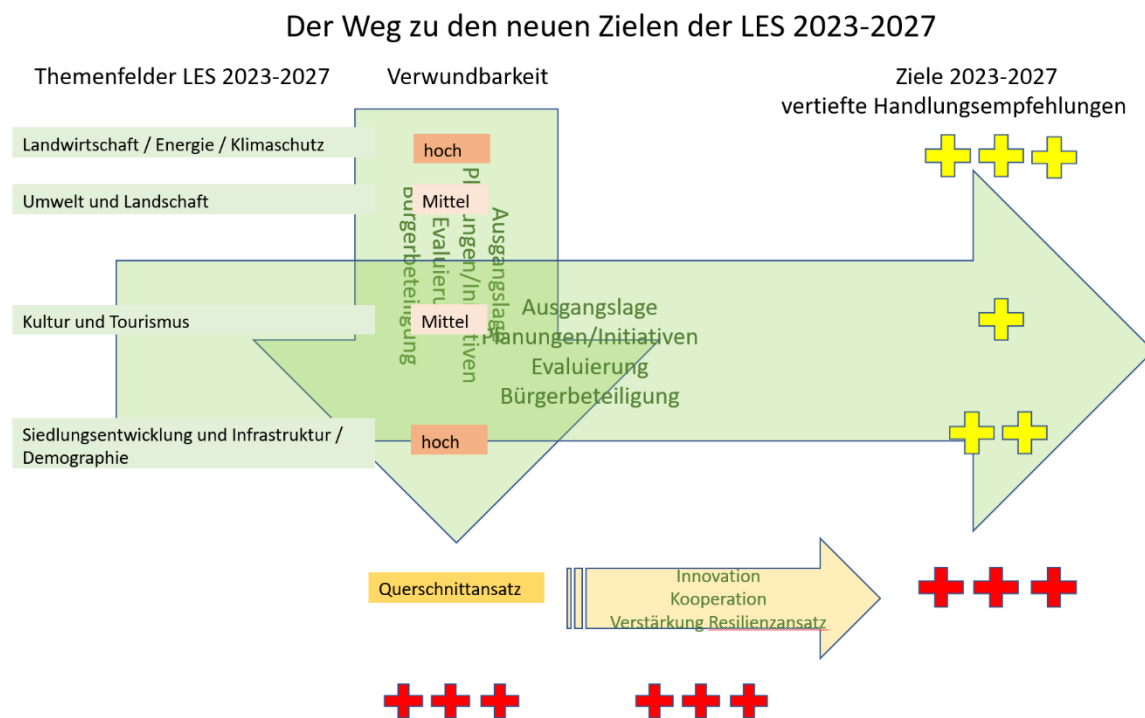 Der Weg zu den neuen Zielen der LES 2023-2027
Themenfelder LES 2023-2027
Verwundbarkeit
Ziele 2023-2027
vertiefte Handlungsempfehlungen
Landwirtschaft / Energie / Klimaschutz
hoch
Umwelt und Landschaft
Mittel
Kultur und Tourismus
Mittel
Siedlungsentwicklung und Infrastruktur /
Demographie
hoch
Ausgangslage
Bürgerbeteiligung
Ausgangslage
Planungen/Initiativen
Evaluierung
Bürgerbeteiligung
Querschnittansatz
Innovation
Kooperation
Verstärkung Resilienzansatz